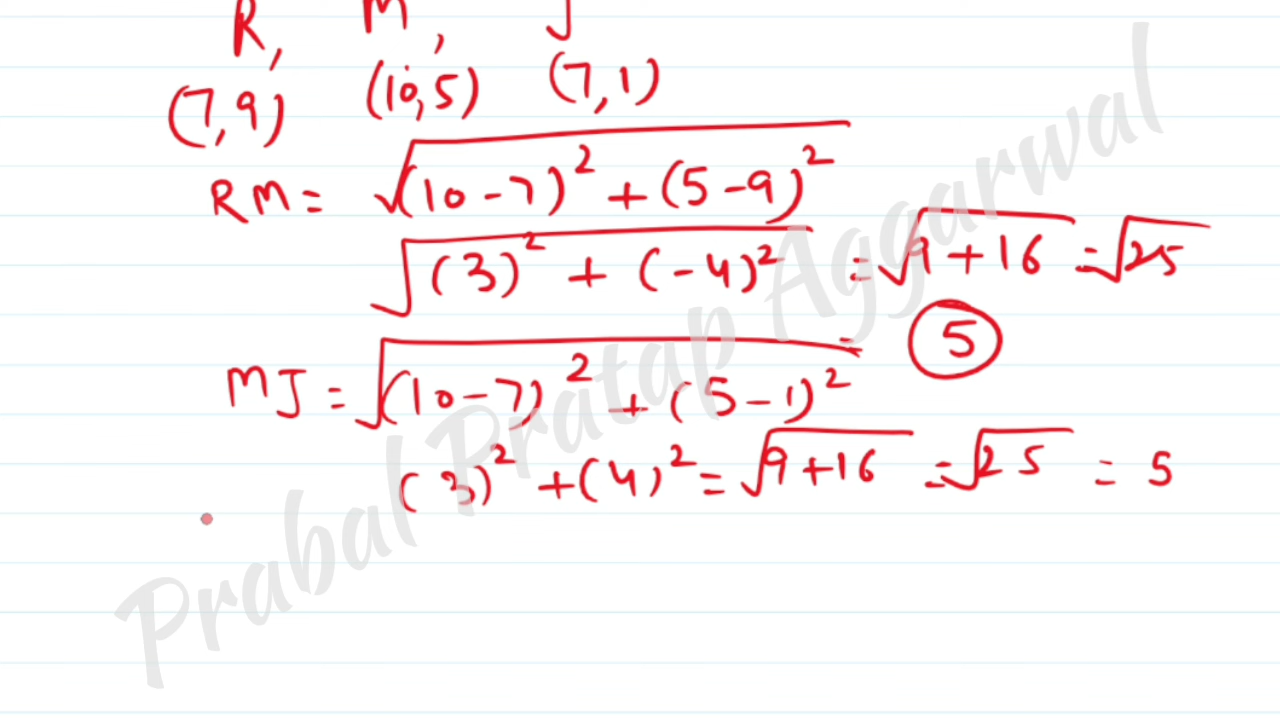 R, M, J
(7,9) (10,5) (7,1)
RM = √(10-7)² + (5-9)²
√(3)² + (-4)² = √9+16 = √25
= 5
MJ = √(10-7)² + (5-1)²
(3)² + (4)² = √9+16 = √25 = 5
Prabal Pratap Aggarwal